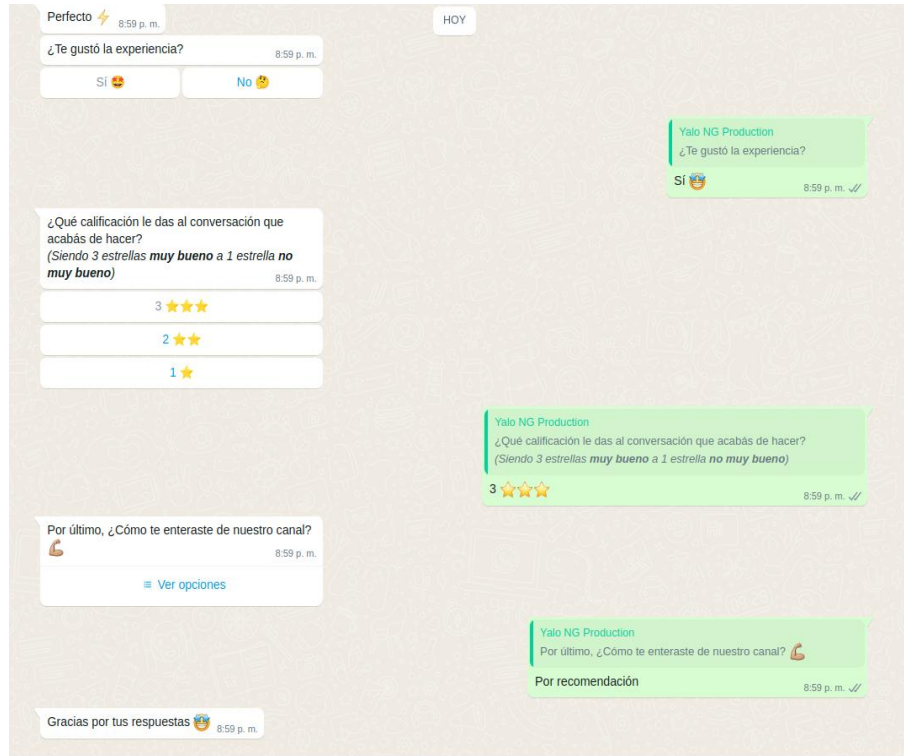 Perfecto ⚡ 8:59 p. m.
HOY
¿Te gustó la experiencia?
8:59 p. m.
Sí 🤩
No 🤔
Yalo NG Production
¿Te gustó la experiencia?
Sí 🤩
8:59 p. m.
¿Qué calificación le das al conversación que
acabás de hacer?
(Siendo 3 estrellas muy bueno a 1 estrella no
muy bueno)
8:59 p. m.
3 ⭐⭐⭐
2 ⭐⭐
1 ⭐
Yalo NG Production
¿Qué calificación le das al conversación que acabás de hacer?
(Siendo 3 estrellas muy bueno a 1 estrella no muy bueno)
3 ⭐⭐⭐
8:59 p. m.
Por último, ¿Cómo te enteraste de nuestro canal?
💪🏼 8:59 p. m.
Ver opciones
Yalo NG Production
Por último, ¿Cómo te enteraste de nuestro canal? 💪🏼
Por recomendación
8:59 p. m.
Gracias por tus respuestas 🤩 8:59 p. m.